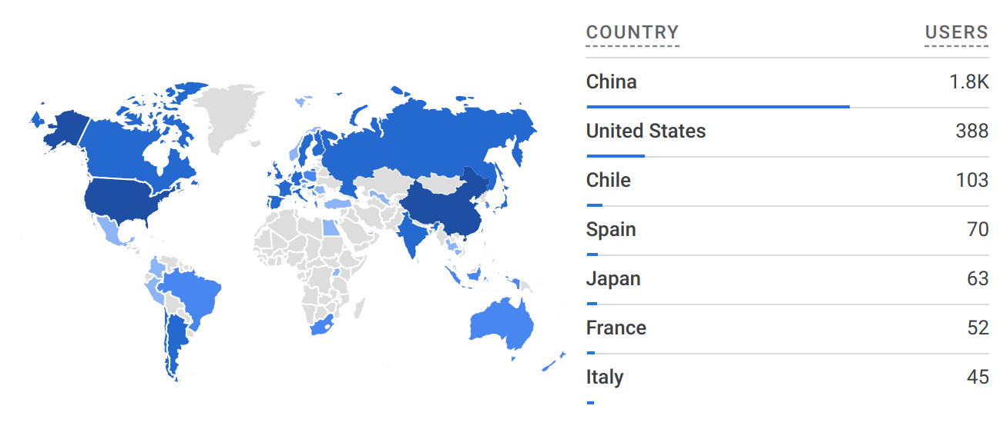 COUNTRY USERS
China 1.8K
United States 388
Chile 103
Spain 70
Japan 63
France 52
Italy 45